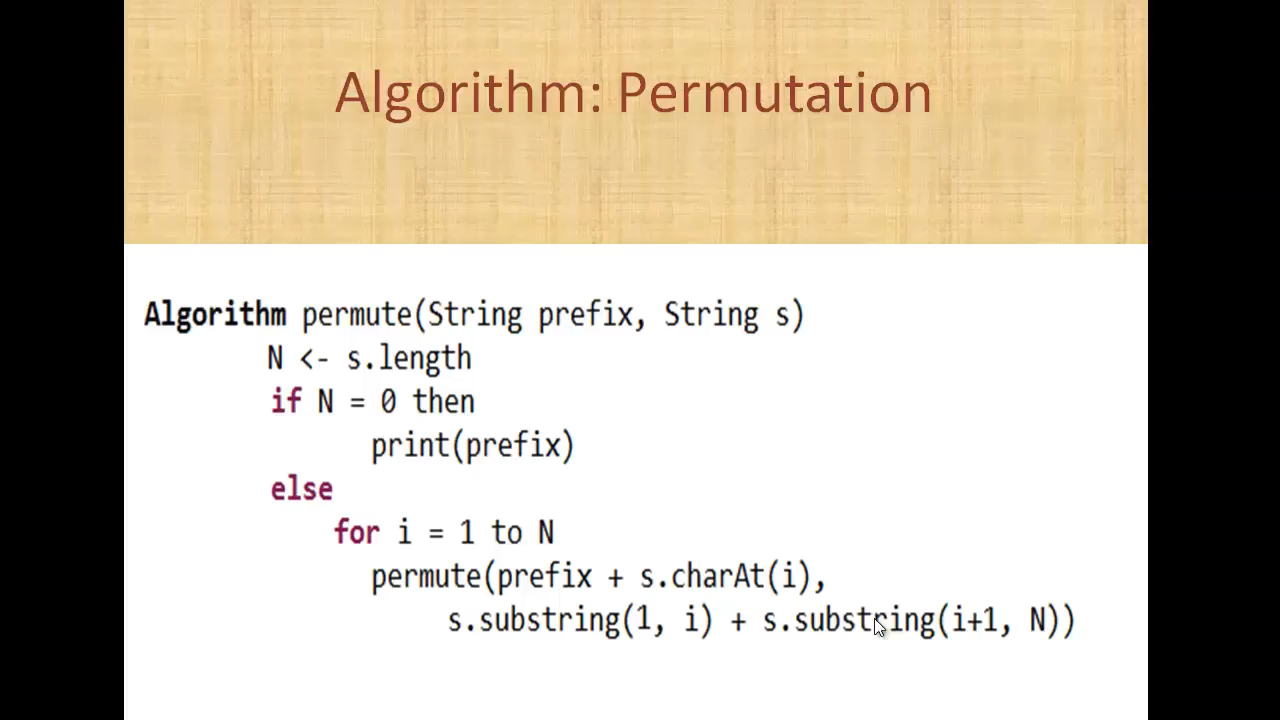 Algorithm: Permutation
Algorithm permute(String prefix, String s)
N <- s.length
if N = 0 then
print(prefix)
else
for i = 1 to N
permute(prefix + s.charAt(i),
s.substring(1, i) + s.substring(i+1, N))